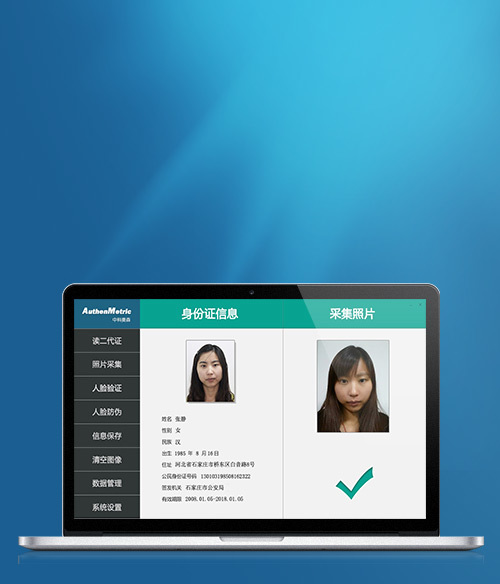 AuthenMetric
中科奥森
身份证信息
采集照片
读二代证
照片采集
人脸验证
人脸防伪
信息保存
清空图像
数据管理
系统设置
姓名 张静
性别 女
民族 汉
出生 1985 年 8 月16日
住址 河北省石家庄市桥东区白音路6号
公民身份证号码 130103198508162322
签发机关 石家庄市公安局
有效期限 2008.01.05-2018.01.05